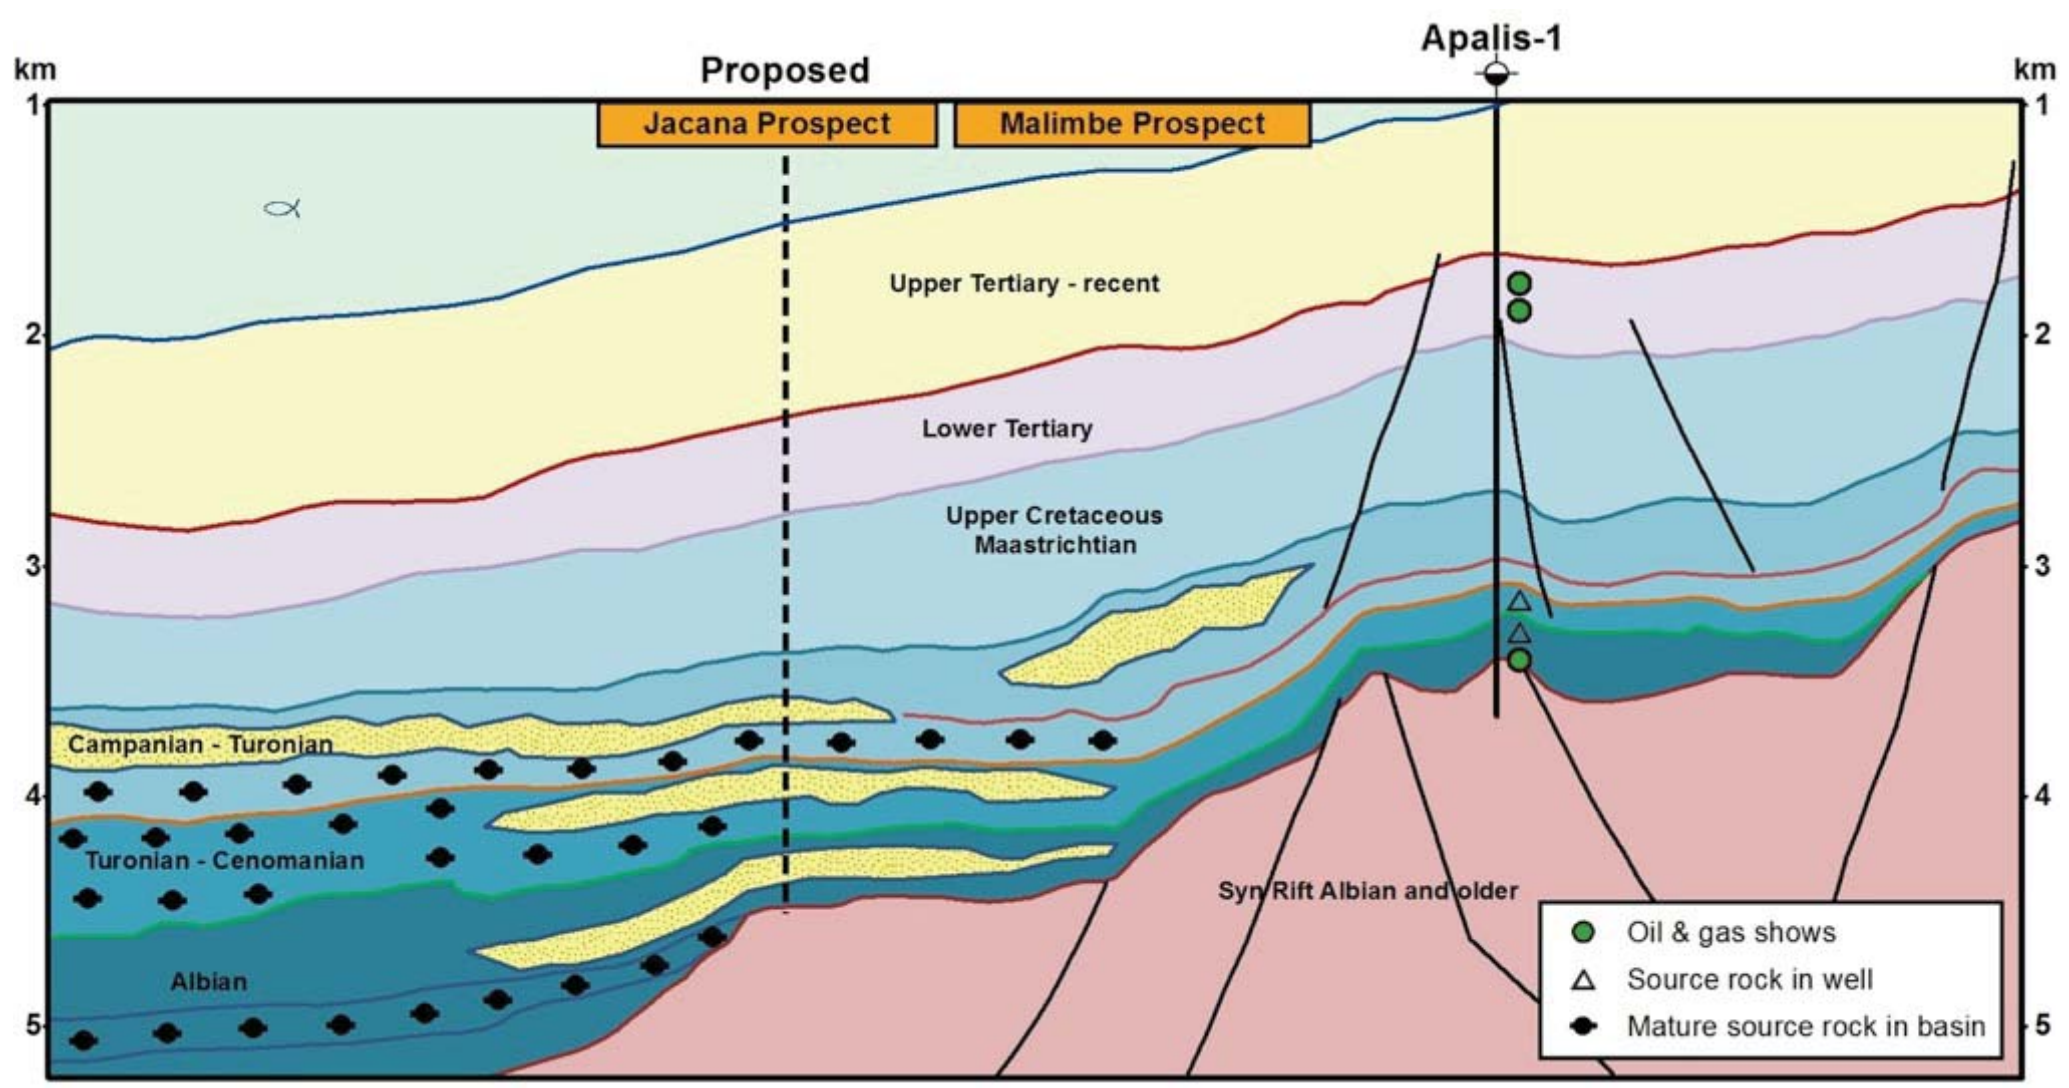 Apalis-1
km
Proposed
km
1
Jacana Prospect
Malimbe Prospect
1
Upper Tertiary - recent
2
2
Lower Tertiary
Upper Cretaceous
Maastrichtian
3
3
Campanian - Turonian
4
4
Turonian - Cenomanian
Syn Rift Albian and older
Albian
5
5
Oil & gas shows
Source rock in well
Mature source rock in basin